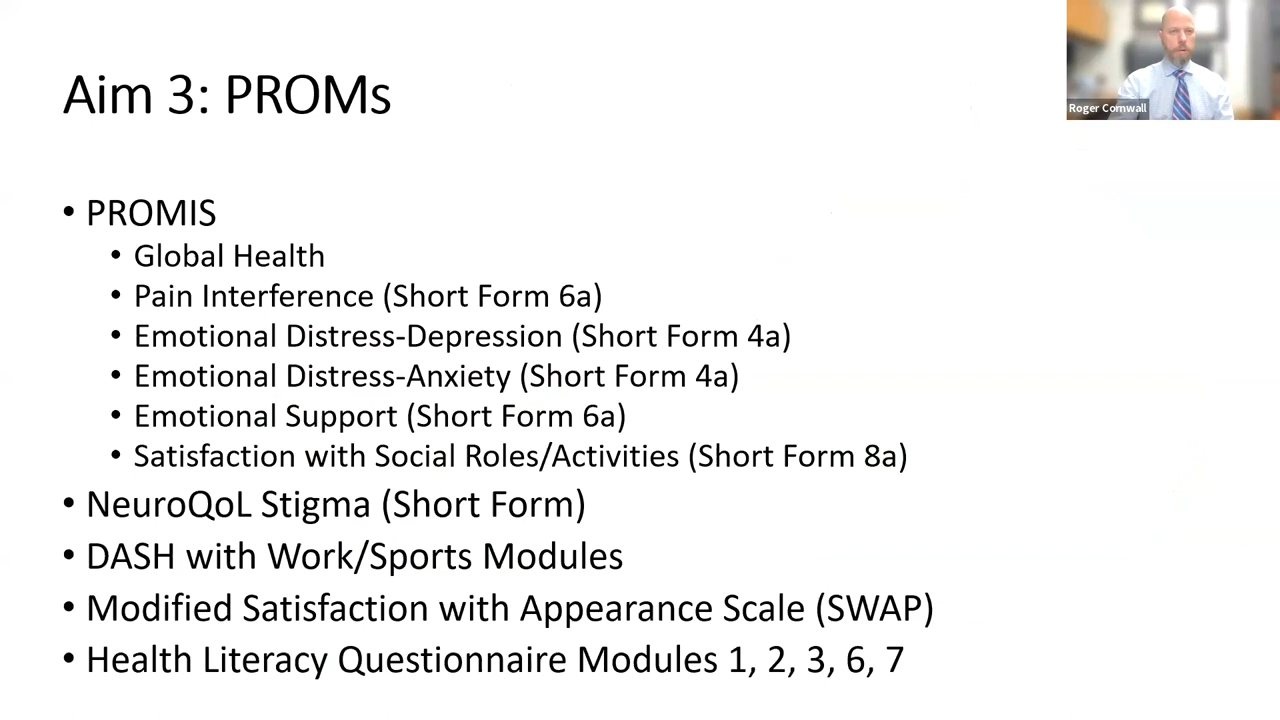 Aim 3: PROMs
Roger Cornwall
• PROMIS
• Global Health
• Pain Interference (Short Form 6a)
• Emotional Distress-Depression (Short Form 4a)
• Emotional Distress-Anxiety (Short Form 4a)
• Emotional Support (Short Form 6a)
• Satisfaction with Social Roles/Activities (Short Form 8a)
• NeuroQoL Stigma (Short Form)
• DASH with Work/Sports Modules
• Modified Satisfaction with Appearance Scale (SWAP)
• Health Literacy Questionnaire Modules 1, 2, 3, 6, 7